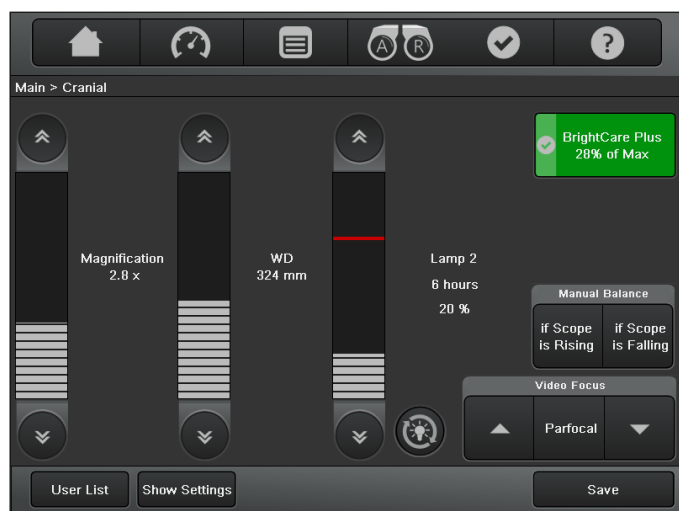 A R ?
Main > Cranial
BrightCare Plus
28% of Max
Magnification
2.8 x
WD
324 mm
Lamp 2
6 hours
20 %
Manual Balance
if Scope
is Rising
if Scope
is Falling
Video Focus
Parfocal
User List
Show Settings
Save